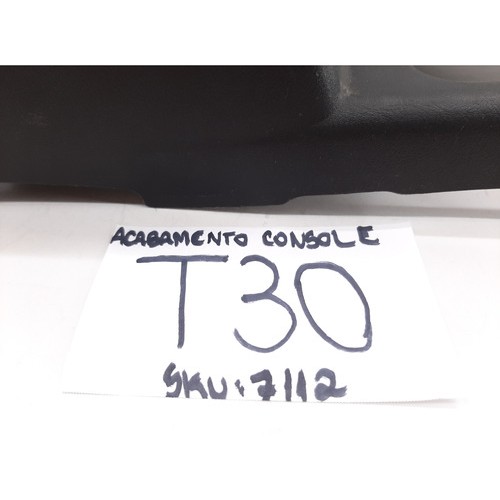 ACABAMENTO CONSOLE
T30
SKU: 7112